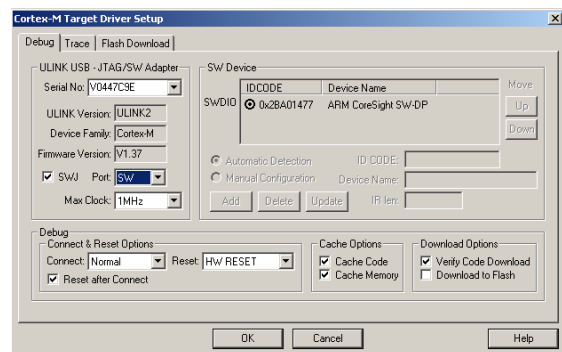 Cortex-M Target Driver Setup
Debug Trace Flash Download
ULINK USB - JTAG/SW Adapter
Serial No: V0447C9E
ULINK Version: ULINK2
Device Family: Cortex-M
Firmware Version: V1.37
SWJ Port: SW
Max Clock: 1MHz
SW Device
IDCODE Device Name Move
SWDIO 0x2BA01477 ARM CoreSight SW-DP Up
Down
Automatic Detection ID CODE:
Manual Configuration Device Name:
Add Delete Update IR len:
Debug
Connect & Reset Options
Connect: Normal Reset: HW RESET
Reset after Connect
Cache Options
Cache Code
Cache Memory
Download Options
Verify Code Download
Download to Flash
OK Cancel Help